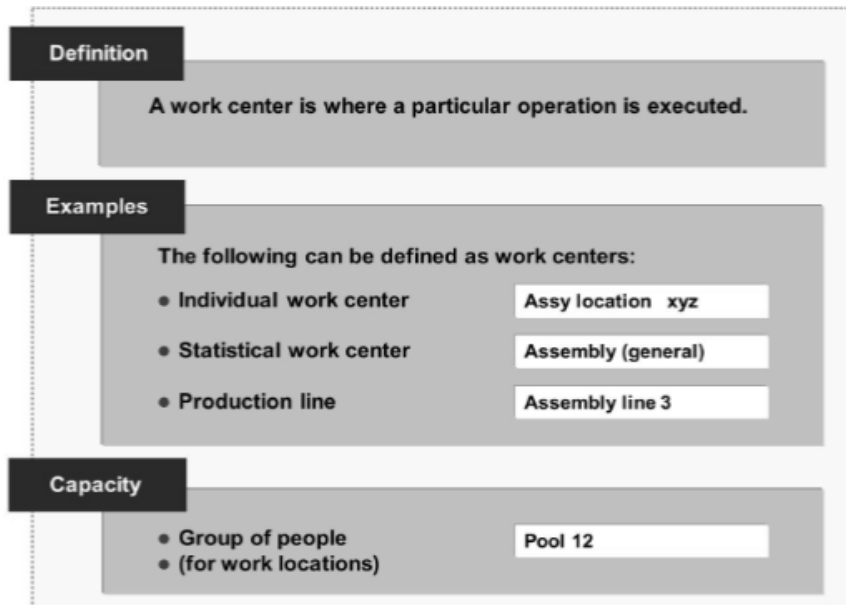 Definition
A work center is where a particular operation is executed.
Examples
The following can be defined as work centers:
• Individual work center Assy location xyz
• Statistical work center Assembly (general)
• Production line Assembly line 3
Capacity
• Group of people Pool 12
• (for work locations)